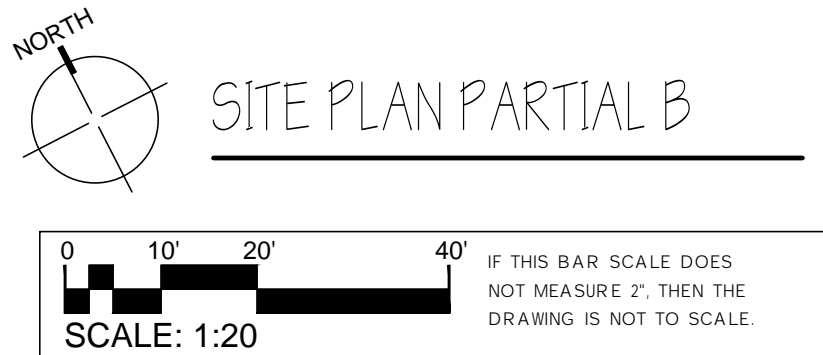 NORTH
SITE PLAN PARTIAL B
0 10' 20' 40'
SCALE: 1:20
IF THIS BAR SCALE DOES
NOT MEASURE 2", THEN THE
DRAWING IS NOT TO SCALE.